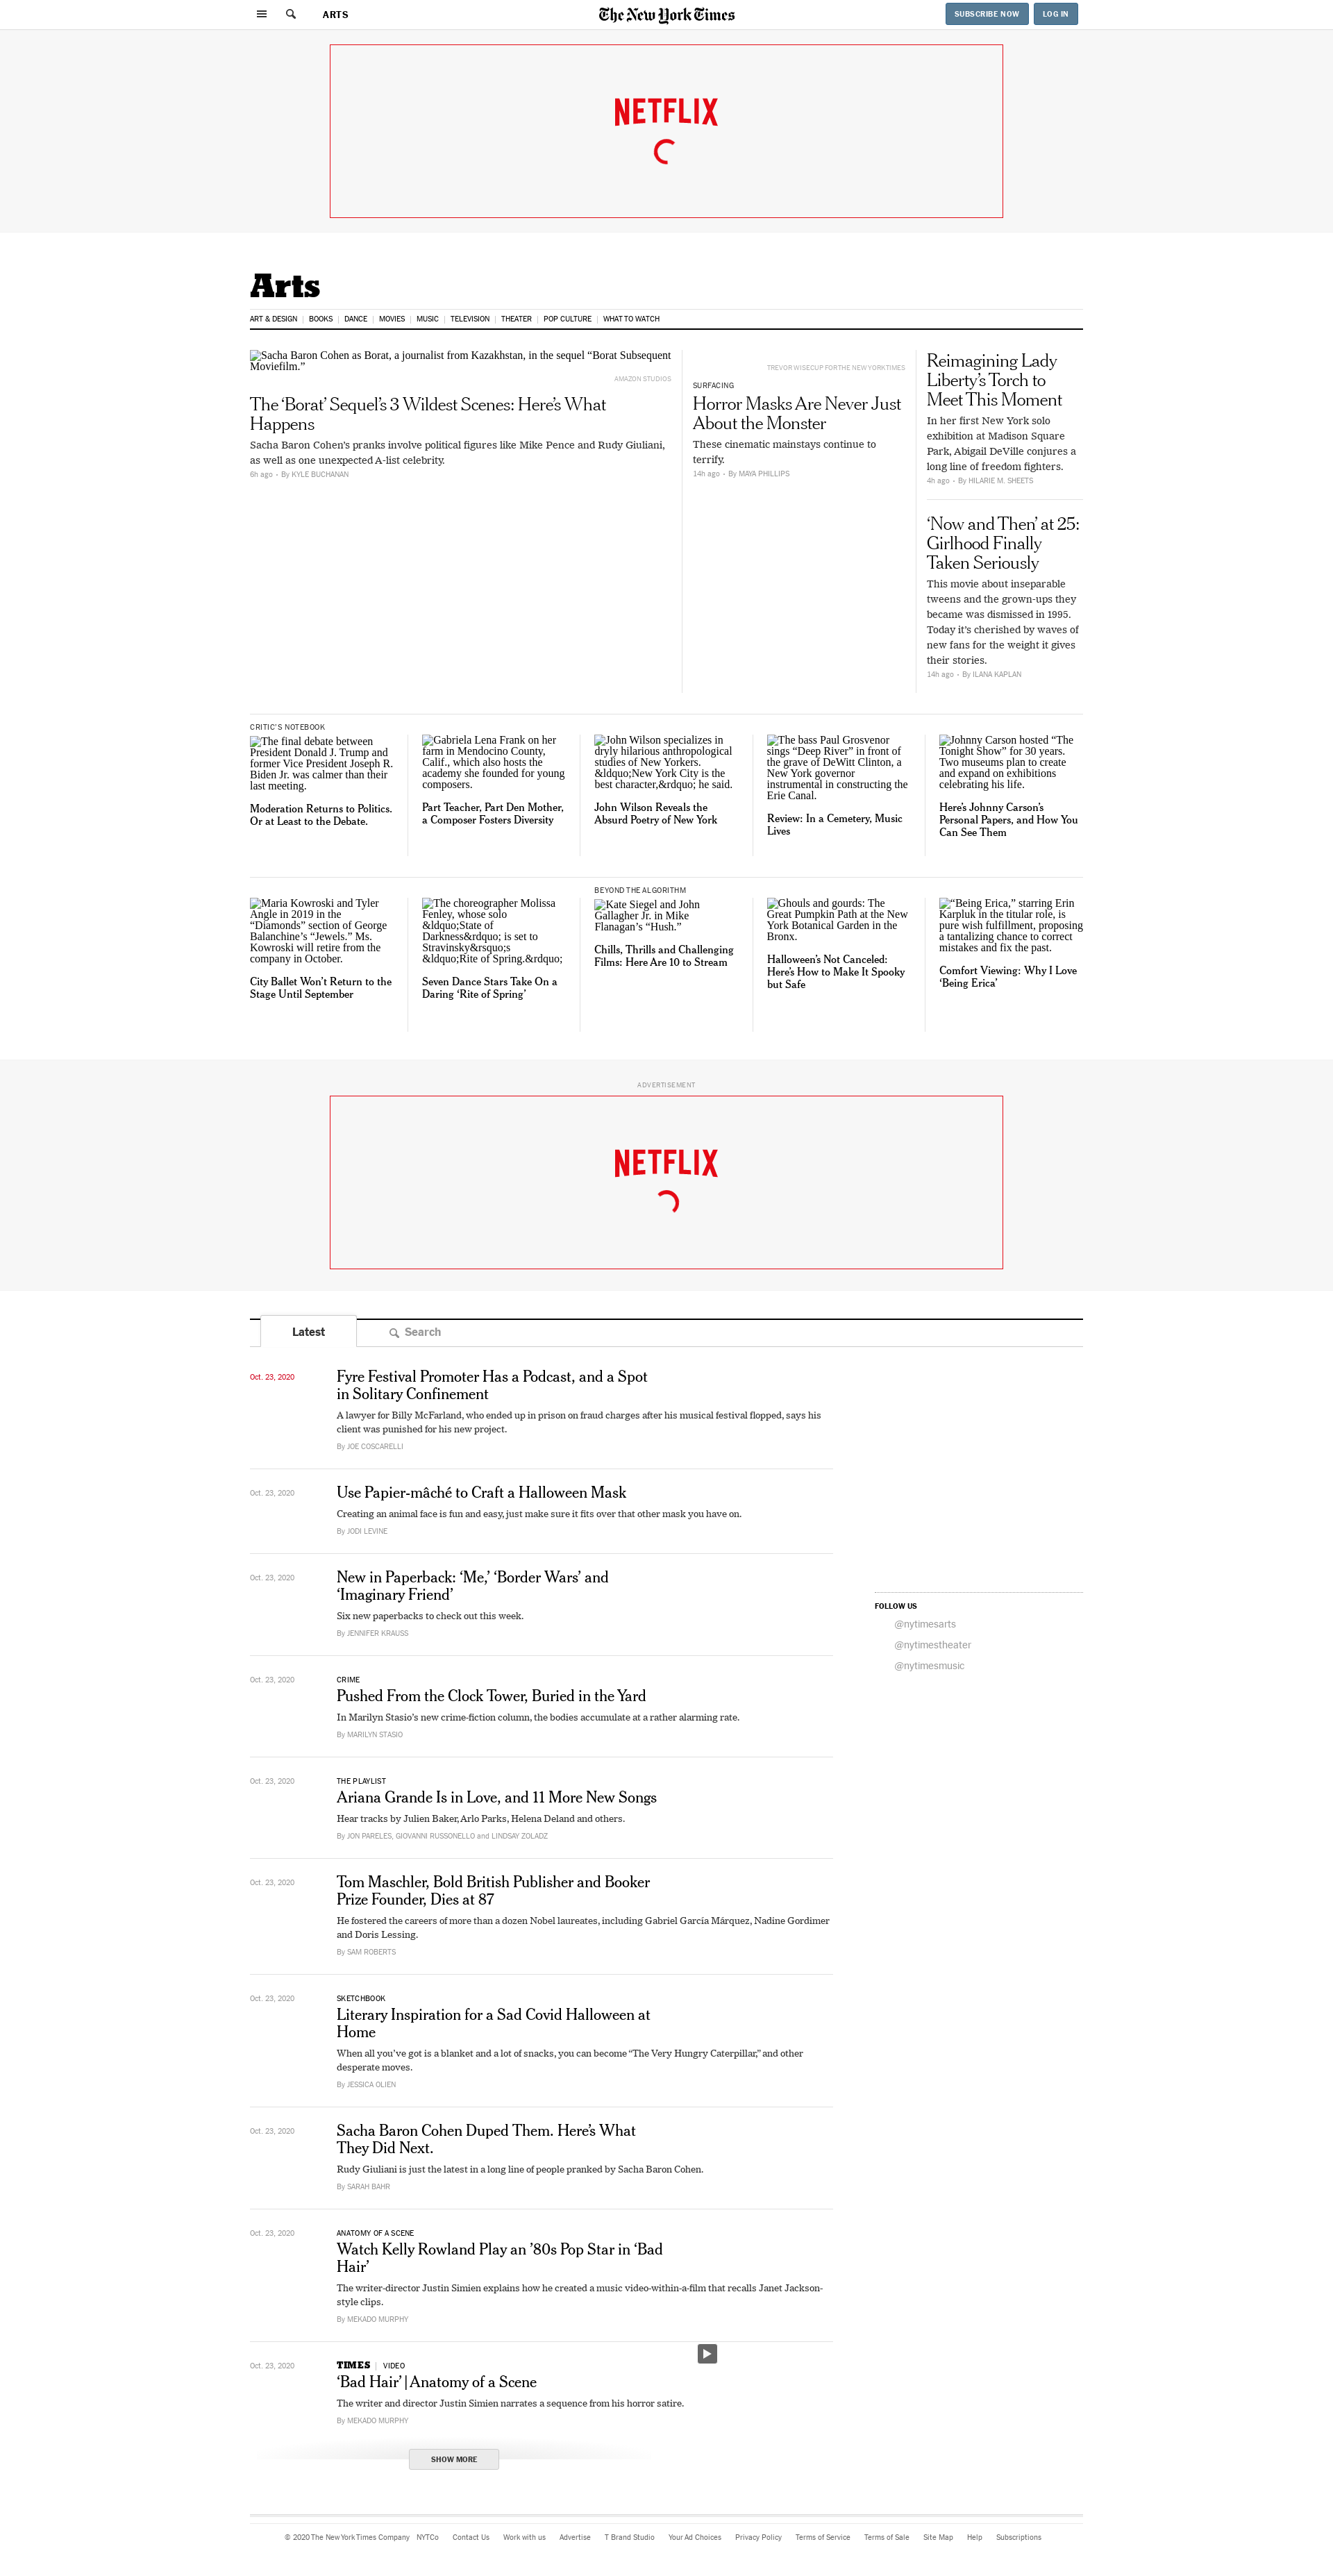 ARTS
The New York Times
SUBSCRIBE NOW
LOG IN
NETFLIX
Arts
ART & DESIGN
BOOKS
DANCE
MOVIES
MUSIC
TELEVISION
THEATER
POP CULTURE
WHAT TO WATCH
Sacha Baron Cohen as Borat, a journalist from Kazakhstan, in the sequel “Borat Subsequent
Moviefilm.”
AMAZON STUDIOS
The ‘Borat’ Sequel’s 3 Wildest Scenes: Here’s What
Happens
Sacha Baron Cohen’s pranks involve political figures like Mike Pence and Rudy Giuliani,
as well as one unexpected A-list celebrity.
6h ago - By KYLE BUCHANAN
TREVOR WISECUP FOR THE NEW YORK TIMES
SURFACING
Horror Masks Are Never Just
About the Monster
These cinematic mainstays continue to
terrify.
14h ago - By MAYA PHILLIPS
Reimagining Lady
Liberty’s Torch to
Meet This Moment
In her first New York solo
exhibition at Madison Square
Park, Abigail DeVille conjures a
long line of freedom fighters.
4h ago - By HILARIE M. SHEETS
‘Now and Then’ at 25:
Girlhood Finally
Taken Seriously
This movie about inseparable
tweens and the grown-ups they
became was dismissed in 1995.
Today it’s cherished by waves of
new fans for the weight it gives
their stories.
14h ago - By ILANA KAPLAN
CRITIC’S NOTEBOOK
The final debate between
President Donald J. Trump and
former Vice President Joseph R.
Biden Jr. was calmer than their
last meeting.
Moderation Returns to Politics.
Or at Least to the Debate.
Gabriela Lena Frank on her
farm in Mendocino County,
Calif., which also hosts the
academy she founded for young
composers.
Part Teacher, Part Den Mother,
a Composer Fosters Diversity
John Wilson specializes in
dryly hilarious anthropological
studies of New Yorkers.
&ldquo;New York City is the
best character,&rdquo; he said.
John Wilson Reveals the
Absurd Poetry of New York
The bass Paul Grosvenor
sings “Deep River” in front of
the grave of DeWitt Clinton, a
New York governor
instrumental in constructing the
Erie Canal.
Review: In a Cemetery, Music
Lives
Johnny Carson hosted “The
Tonight Show” for 30 years.
Two museums plan to create
and expand on exhibitions
celebrating his life.
Here’s Johnny Carson’s
Personal Papers, and How You
Can See Them
Maria Kowroski and Tyler
Angle in 2019 in the
“Diamonds” section of George
Balanchine’s “Jewels.” Ms.
Kowroski will retire from the
company in October.
City Ballet Won’t Return to the
Stage Until September
The choreographer Molissa
Fenley, whose solo
&ldquo;State of
Darkness&rdquo; is set to
Stravinsky&rsquo;s
&ldquo;Rite of Spring.&rdquo;
Seven Dance Stars Take On a
Daring ‘Rite of Spring’
BEYOND THE ALGORITHM
Kate Siegel and John
Gallagher Jr. in Mike
Flanagan’s “Hush.”
Chills, Thrills and Challenging
Films: Here Are 10 to Stream
Ghouls and gourds: The
Great Pumpkin Path at the New
York Botanical Garden in the
Bronx.
Halloween’s Not Canceled:
Here’s How to Make It Spooky
but Safe
“Being Erica,” starring Erin
Karpluk in the titular role, is
pure wish fulfillment, proposing
a tantalizing chance to correct
mistakes and fix the past.
Comfort Viewing: Why I Love
‘Being Erica’
ADVERTISEMENT
NETFLIX
Latest
Search
Oct. 23, 2020
Fyre Festival Promoter Has a Podcast, and a Spot
in Solitary Confinement
A lawyer for Billy McFarland, who ended up in prison on fraud charges after his musical festival flopped, says his
client was punished for his new project.
By JOE COSCARELLI
Oct. 23, 2020
Use Papier-mâché to Craft a Halloween Mask
Creating an animal face is fun and easy, just make sure it fits over that other mask you have on.
By JODI LEVINE
Oct. 23, 2020
New in Paperback: ‘Me,’ ‘Border Wars’ and
‘Imaginary Friend’
Six new paperbacks to check out this week.
By JENNIFER KRAUSS
FOLLOW US
@nytimesarts
@nytimestheater
@nytimesmusic
Oct. 23, 2020
CRIME
Pushed From the Clock Tower, Buried in the Yard
In Marilyn Stasio’s new crime-fiction column, the bodies accumulate at a rather alarming rate.
By MARILYN STASIO
Oct. 23, 2020
THE PLAYLIST
Ariana Grande Is in Love, and 11 More New Songs
Hear tracks by Julien Baker, Arlo Parks, Helena Deland and others.
By JON PARELES, GIOVANNI RUSSONELLO and LINDSAY ZOLADZ
Oct. 23, 2020
Tom Maschler, Bold British Publisher and Booker
Prize Founder, Dies at 87
He fostered the careers of more than a dozen Nobel laureates, including Gabriel García Márquez, Nadine Gordimer
and Doris Lessing.
By SAM ROBERTS
Oct. 23, 2020
SKETCHBOOK
Literary Inspiration for a Sad Covid Halloween at
Home
When all you’ve got is a blanket and a lot of snacks, you can become “The Very Hungry Caterpillar,” and other
desperate moves.
By JESSICA OLIEN
Oct. 23, 2020
Sacha Baron Cohen Duped Them. Here’s What
They Did Next.
Rudy Giuliani is just the latest in a long line of people pranked by Sacha Baron Cohen.
By SARAH BAHR
Oct. 23, 2020
ANATOMY OF A SCENE
Watch Kelly Rowland Play an ’80s Pop Star in ‘Bad
Hair’
The writer-director Justin Simien explains how he created a music video-within-a-film that recalls Janet Jackson-
style clips.
By MEKADO MURPHY
Oct. 23, 2020
TIMES | VIDEO
‘Bad Hair’ | Anatomy of a Scene
The writer and director Justin Simien narrates a sequence from his horror satire.
By MEKADO MURPHY
SHOW MORE
© 2020 The New York Times Company NYTCo Contact Us Work with us Advertise T Brand Studio Your Ad Choices Privacy Policy Terms of Service Terms of Sale Site Map Help Subscriptions